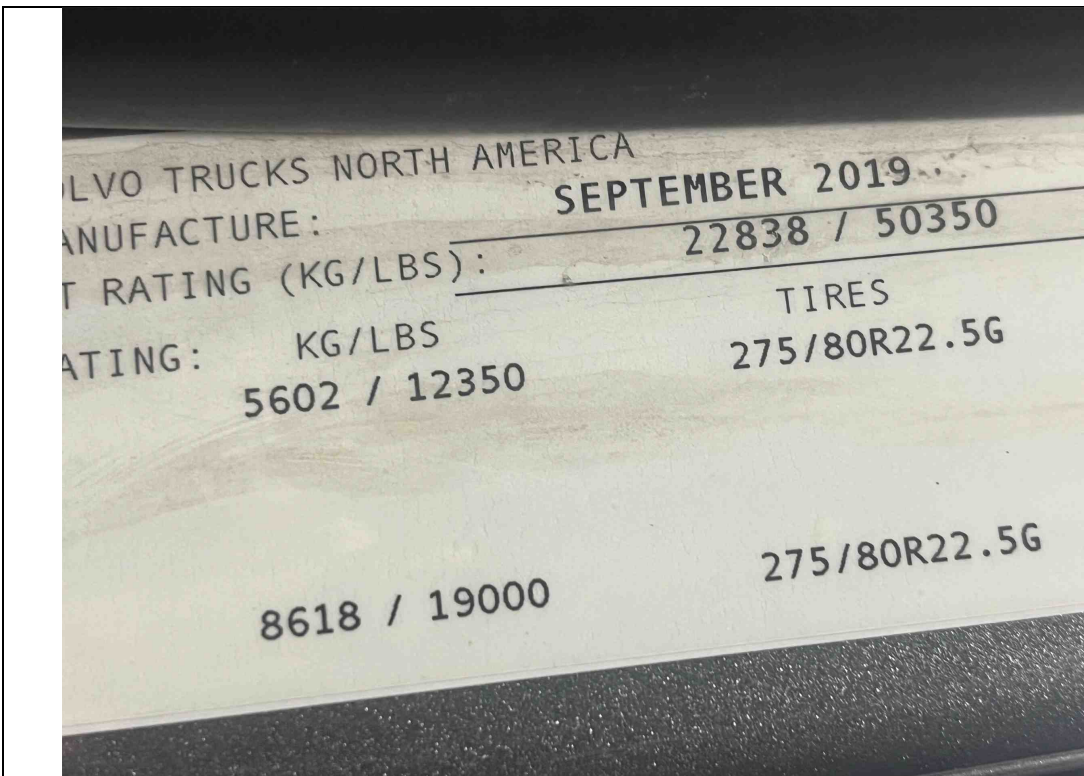 LVO TRUCKS NORTH AMERICA
ANUFACTURE: SEPTEMBER 2019
T RATING (KG/LBS): 22838 / 50350
ATING: KG/LBS TIRES
5602 / 12350 275/80R22.5G
8618 / 19000 275/80R22.5G